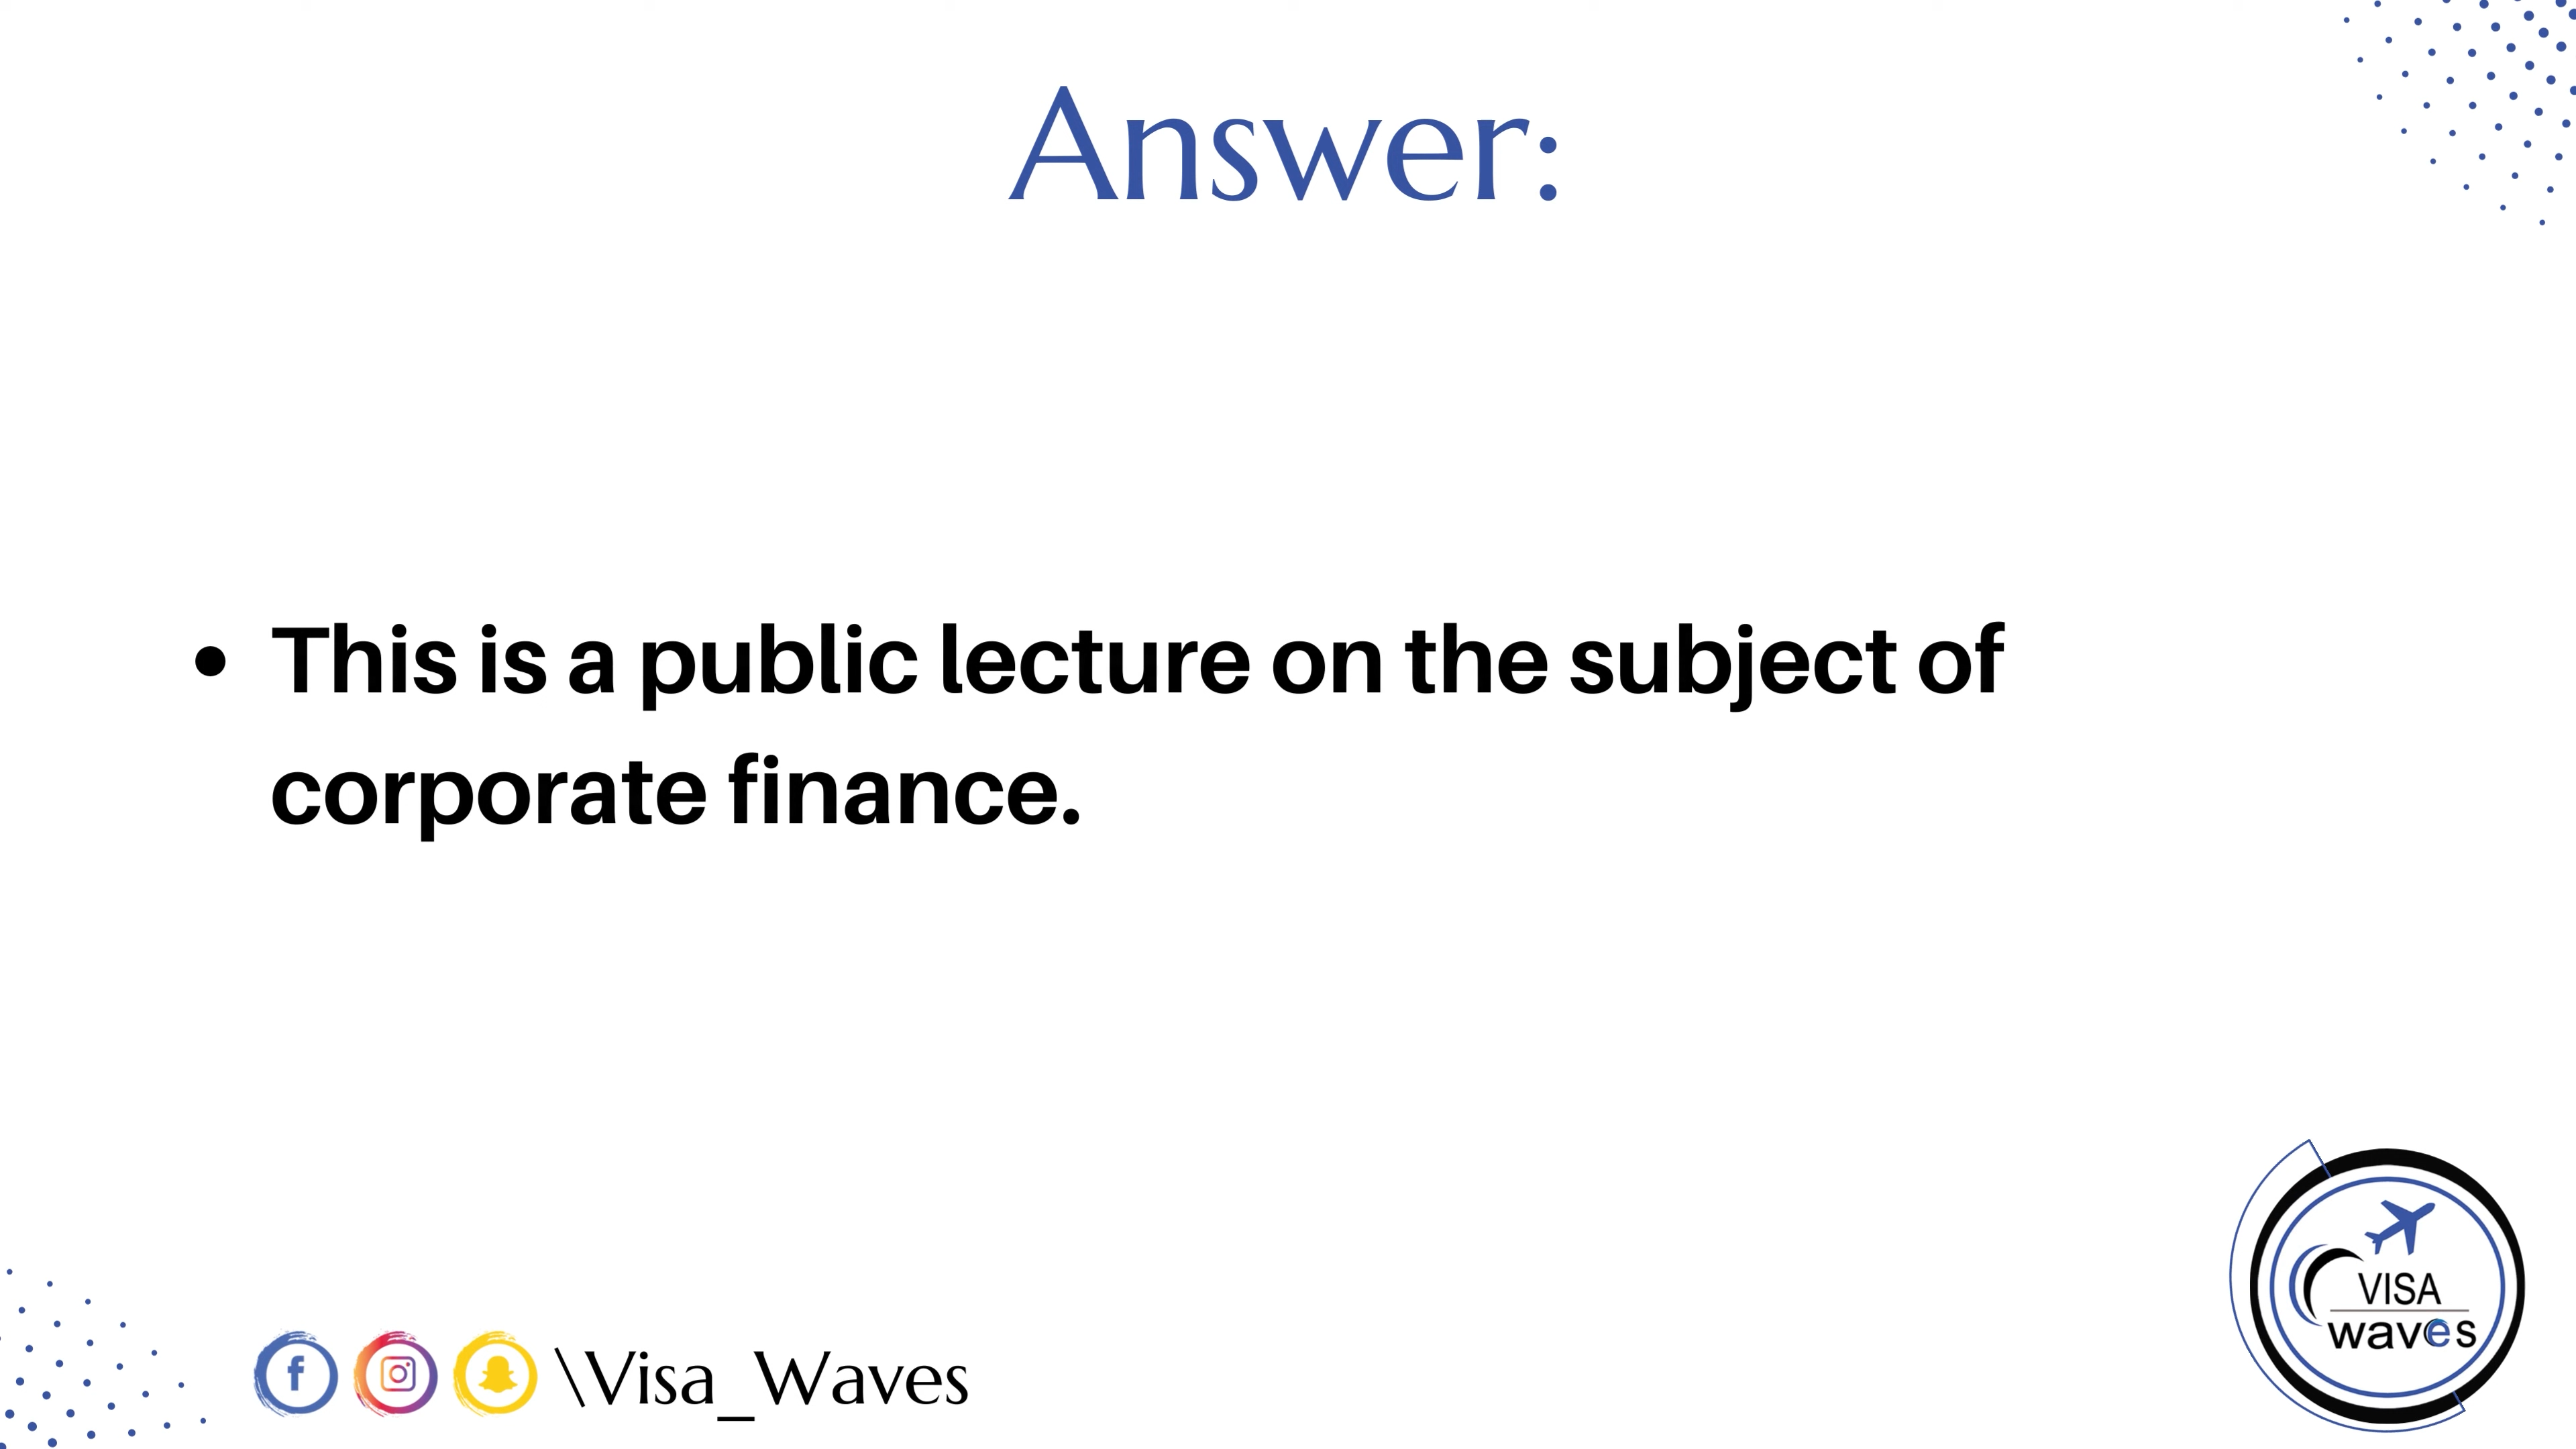 Answer:
• This is a public lecture on the subject of
corporate finance.
\Visa_Waves
VISA
waves